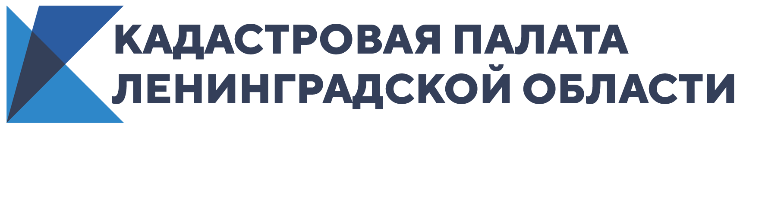 КАДАСТРОВАЯ ПАЛАТА
ЛЕНИНГРАДСКОЙ ОБЛАСТИ